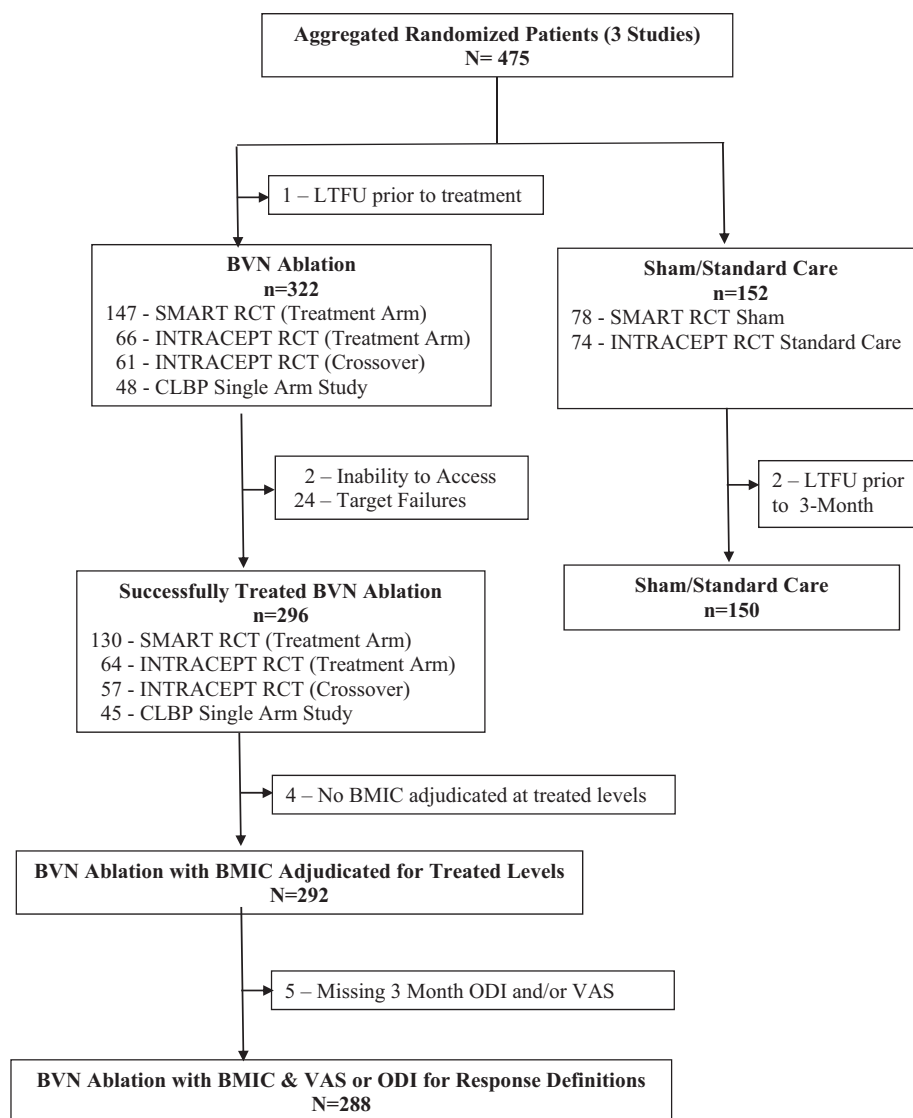 Aggregated Randomized Patients (3 Studies)
N= 475
1 – LTFU prior to treatment
BVN Ablation
n=322
147 - SMART RCT (Treatment Arm)
66 - INTRACEPT RCT (Treatment Arm)
61 - INTRACEPT RCT (Crossover)
48 - CLBP Single Arm Study
Sham/Standard Care
n=152
78 - SMART RCT Sham
74 - INTRACEPT RCT Standard Care
2 – Inability to Access
24 – Target Failures
2 – LTFU prior
to 3-Month
Successfully Treated BVN Ablation
n=296
130 - SMART RCT (Treatment Arm)
64 - INTRACEPT RCT (Treatment Arm)
57 - INTRACEPT RCT (Crossover)
45 - CLBP Single Arm Study
Sham/Standard Care
n=150
4 – No BMIC adjudicated at treated levels
BVN Ablation with BMIC Adjudicated for Treated Levels
N=292
5 – Missing 3 Month ODI and/or VAS
BVN Ablation with BMIC & VAS or ODI for Response Definitions
N=288